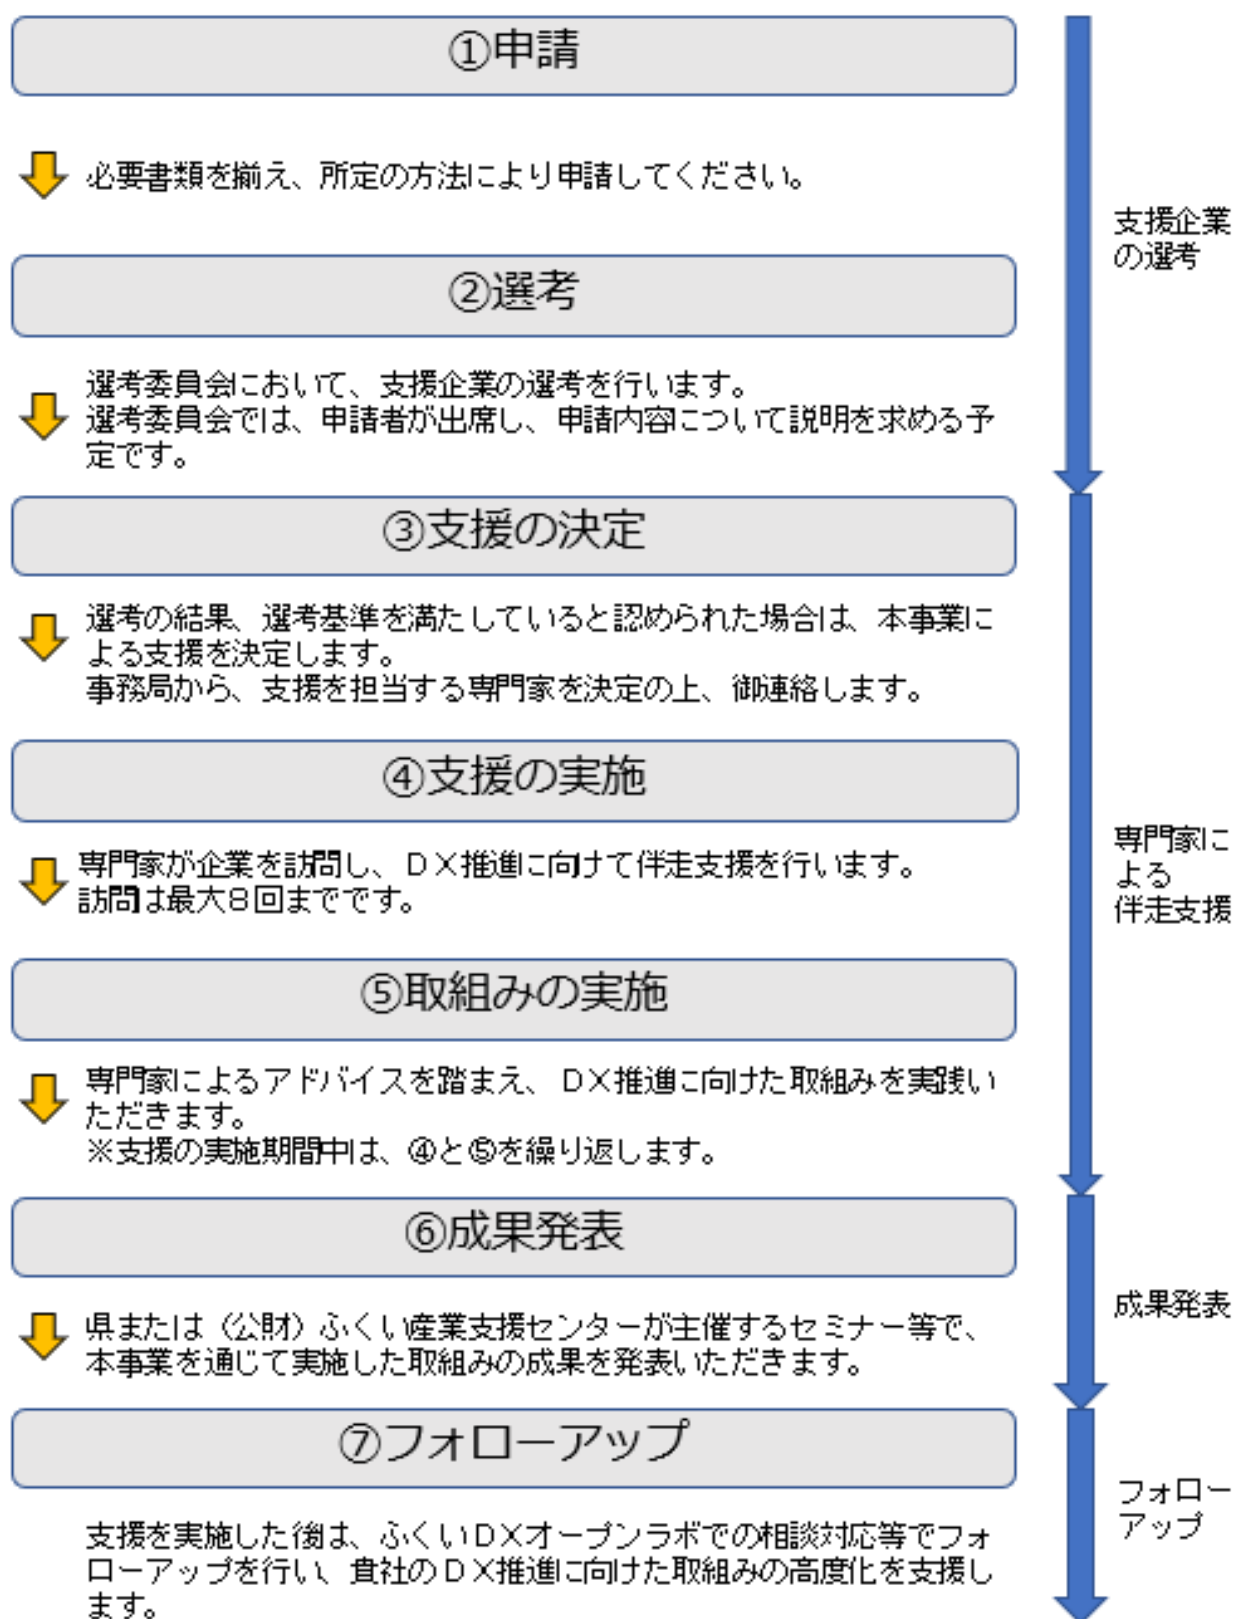 ①申請
必要書類を揃え、所定の方法により申請してください。
支援企業
の選考
②選考
選考委員会において、支援企業の選考を行います。
選考委員会では、申請者が出席し、申請内容について説明を求める予
定です。
③支援の決定
選考の結果、選考基準を満たしていると認められた場合は、本事業に
よる支援を決定します。
事務局から、支援を担当する専門家を決定の上、御連絡します。
④支援の実施
専門家が企業を訪問し、ＤＸ推進に向けて伴走支援を行います。
訪問は最大８回までです。
専門家に
よる
伴走支援
⑤取組みの実施
専門家によるアドバイスを踏まえ、ＤＸ推進に向けた取組みを実践い
ただきます。
※支援の実施期間中は、④と⑤を繰り返します。
⑥成果発表
県または（公財）ふくい産業支援センターが主催するセミナー等で、
本事業を通じて実施した取組みの成果を発表いただきます。
成果発表
⑦フォローアップ
支援を実施した後は、ふくいＤＸオープンラボでの相談対応等でフォ
ローアップを行い、貴社のＤＸ推進に向けた取組みの高度化を支援し
ます。
フォロー
アップ